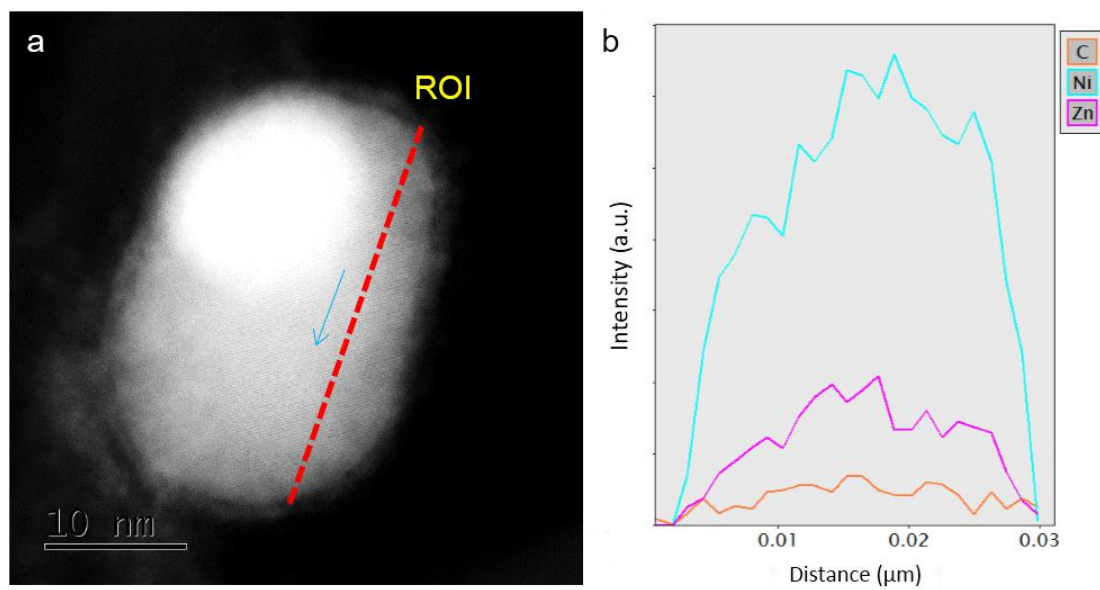 a
ROI
10 nm
b
C
Ni
Zn
Intensity (a.u.)
0.01
0.02
0.03
Distance (μm)